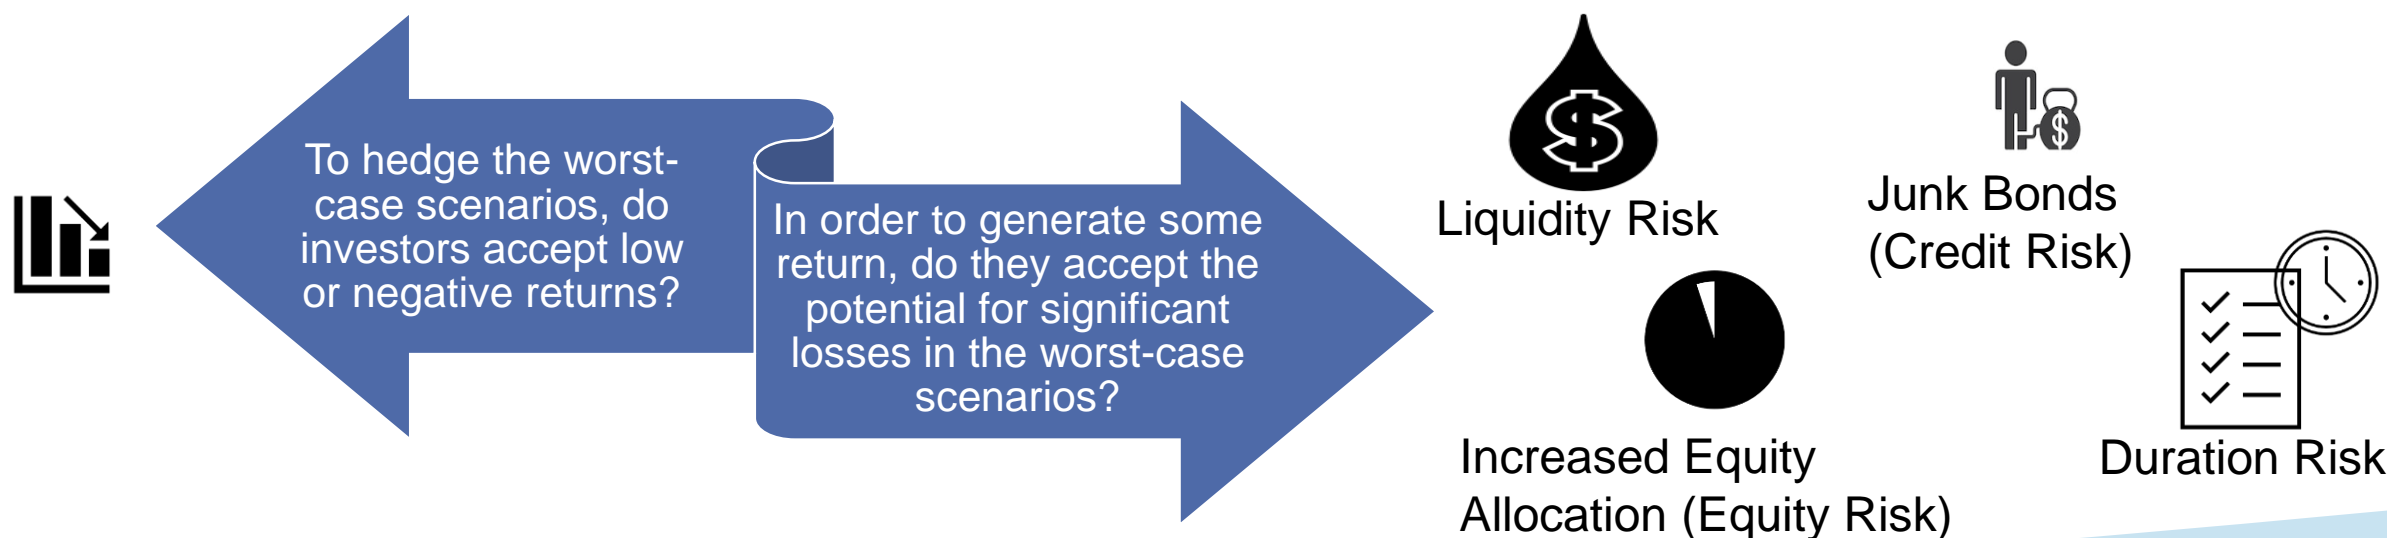 To hedge the worst-
case scenarios, do
investors accept low
or negative returns?
In order to generate some
return, do they accept the
potential for significant
losses in the worst-case
scenarios?
$
Liquidity Risk
$
Junk Bonds
(Credit Risk)
Increased Equity
Allocation (Equity Risk)
Duration Risk